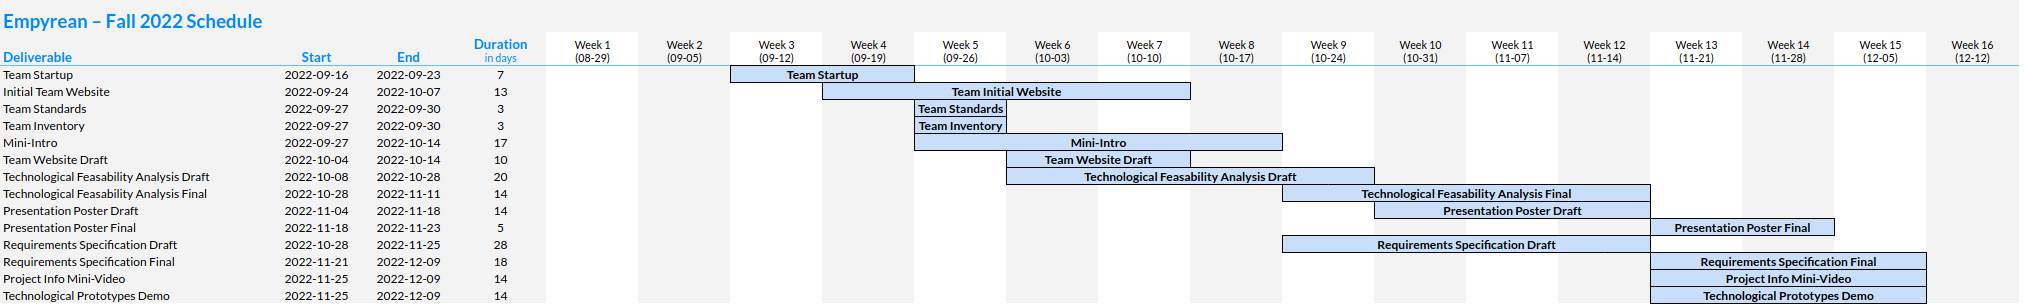 Empyrean – Fall 2022 Schedule
Deliverable Start End Duration in days Week 1 (08-29) Week 2 (09-05) Week 3 (09-12) Week 4 (09-19) Week 5 (09-26) Week 6 (10-03) Week 7 (10-10) Week 8 (10-17) Week 9 (10-24) Week 10 (10-31) Week 11 (11-07) Week 12 (11-14) Week 13 (11-21) Week 14 (11-28) Week 15 (12-05) Week 16 (12-12)
Team Startup 2022-09-16 2022-09-23 7 Team Startup
Initial Team Website 2022-09-24 2022-10-07 13 Team Initial Website
Team Standards 2022-09-27 2022-09-30 3 Team Standards
Team Inventory 2022-09-27 2022-09-30 3 Team Inventory
Mini-Intro 2022-09-27 2022-10-14 17 Mini-Intro
Team Website Draft 2022-10-04 2022-10-14 10 Team Website Draft
Technological Feasability Analysis Draft 2022-10-08 2022-10-28 20 Technological Feasability Analysis Draft
Technological Feasability Analysis Final 2022-10-28 2022-11-11 14 Technological Feasability Analysis Final
Presentation Poster Draft 2022-11-04 2022-11-18 14 Presentation Poster Draft
Presentation Poster Final 2022-11-18 2022-11-23 5 Presentation Poster Final
Requirements Specification Draft 2022-10-28 2022-11-25 28 Requirements Specification Draft
Requirements Specification Final 2022-11-21 2022-12-09 18 Requirements Specification Final
Project Info Mini-Video 2022-11-25 2022-12-09 14 Project Info Mini-Video
Technological Prototypes Demo 2022-11-25 2022-12-09 14 Technological Prototypes Demo